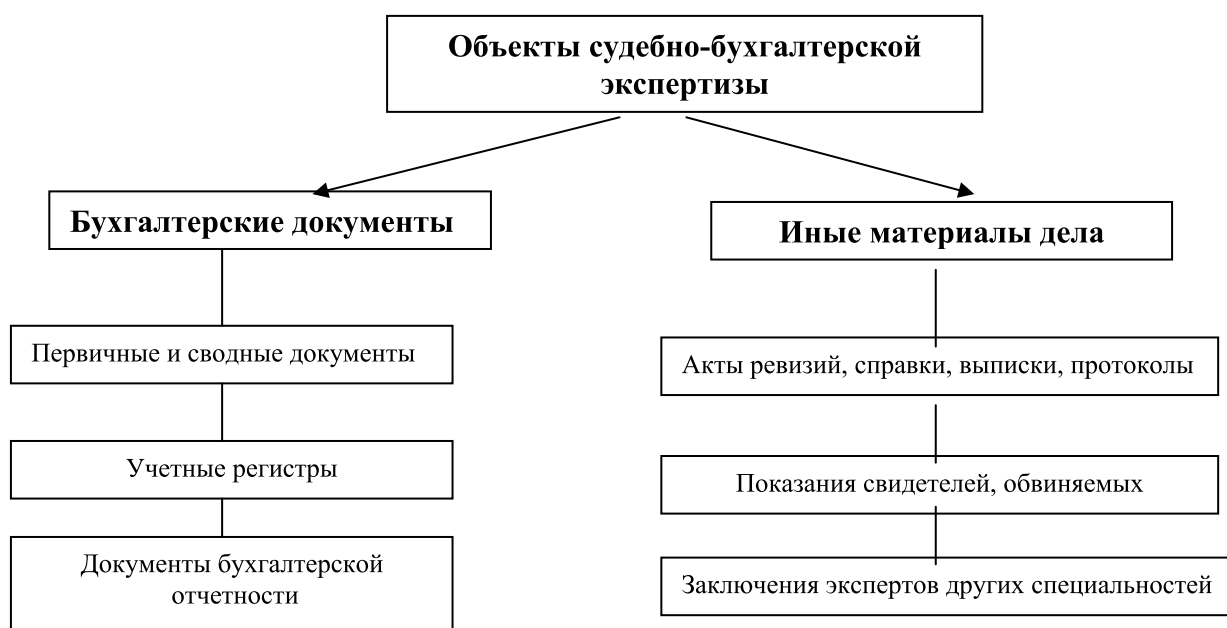 Объекты судебно-бухгалтерской
экспертизы
Бухгалтерские документы
Иные материалы дела
Первичные и сводные документы
Акты ревизий, справки, выписки, протоколы
Учетные регистры
Показания свидетелей, обвиняемых
Документы бухгалтерской
отчетности
Заключения экспертов других специальностей